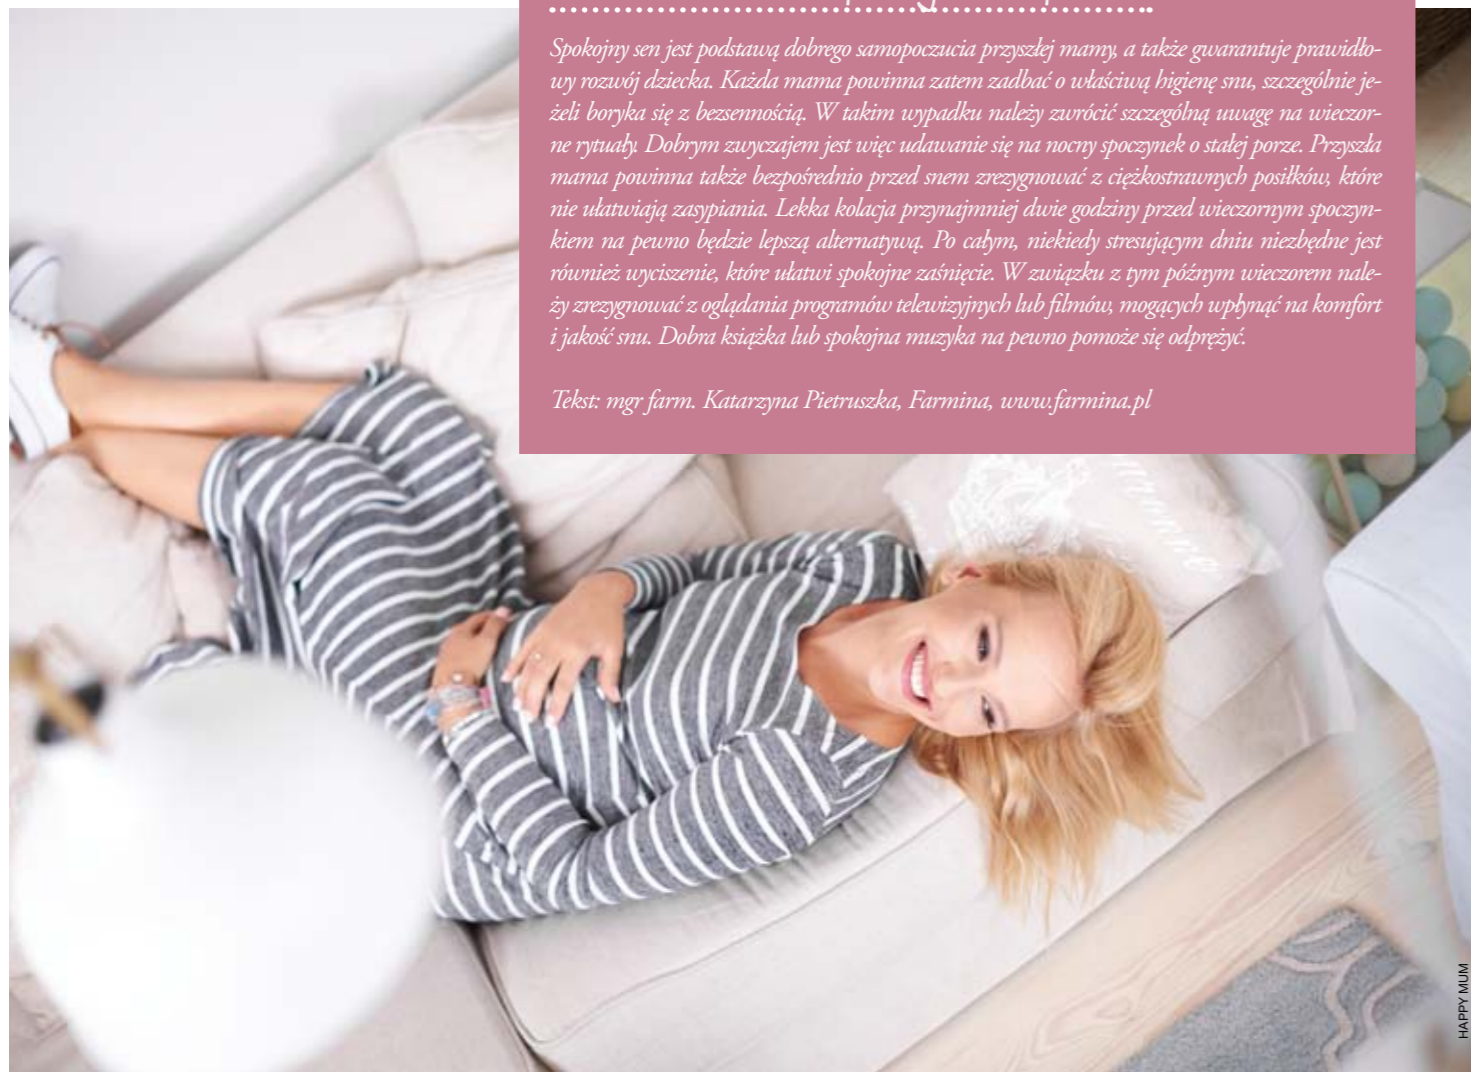 Spokojny sen jest podstawą dobrego samopoczucia przyszłej mamy, a także gwarantuje prawidło-
wy rozwój dziecka. Każda mama powinna zatem zadbać o właściwą higienę snu, szczególnie je-
żeli boryka się z bezsennością. W takim wypadku należy zwrócić szczególną uwagę na wieczor-
ne rytuały. Dobrym zwyczajem jest więc udawanie się na nocny spoczynek o stałej porze. Przyszła
mama powinna także bezpośrednio przed snem zrezygnować z ciężkostrawnych posiłków, które
nie ułatwiają zasypiania. Lekka kolacja przynajmniej dwie godziny przed wieczornym spoczyn-
kiem na pewno będzie lepszą alternatywą. Po całym, niekiedy stresującym dniu niezbędne jest
również wyciszenie, które ułatwi spokojne zaśnięcie. W związku z tym późnym wieczorem nale-
ży zrezygnować z oglądania programów telewizyjnych lub filmów, mogących wpłynąć na komfort
i jakość snu. Dobra książka lub spokojna muzyka na pewno pomoże się odprężyć.
Tekst: mgr farm. Katarzyna Pietruszka, Farmina, www.farmina.pl
HAPPY MUM